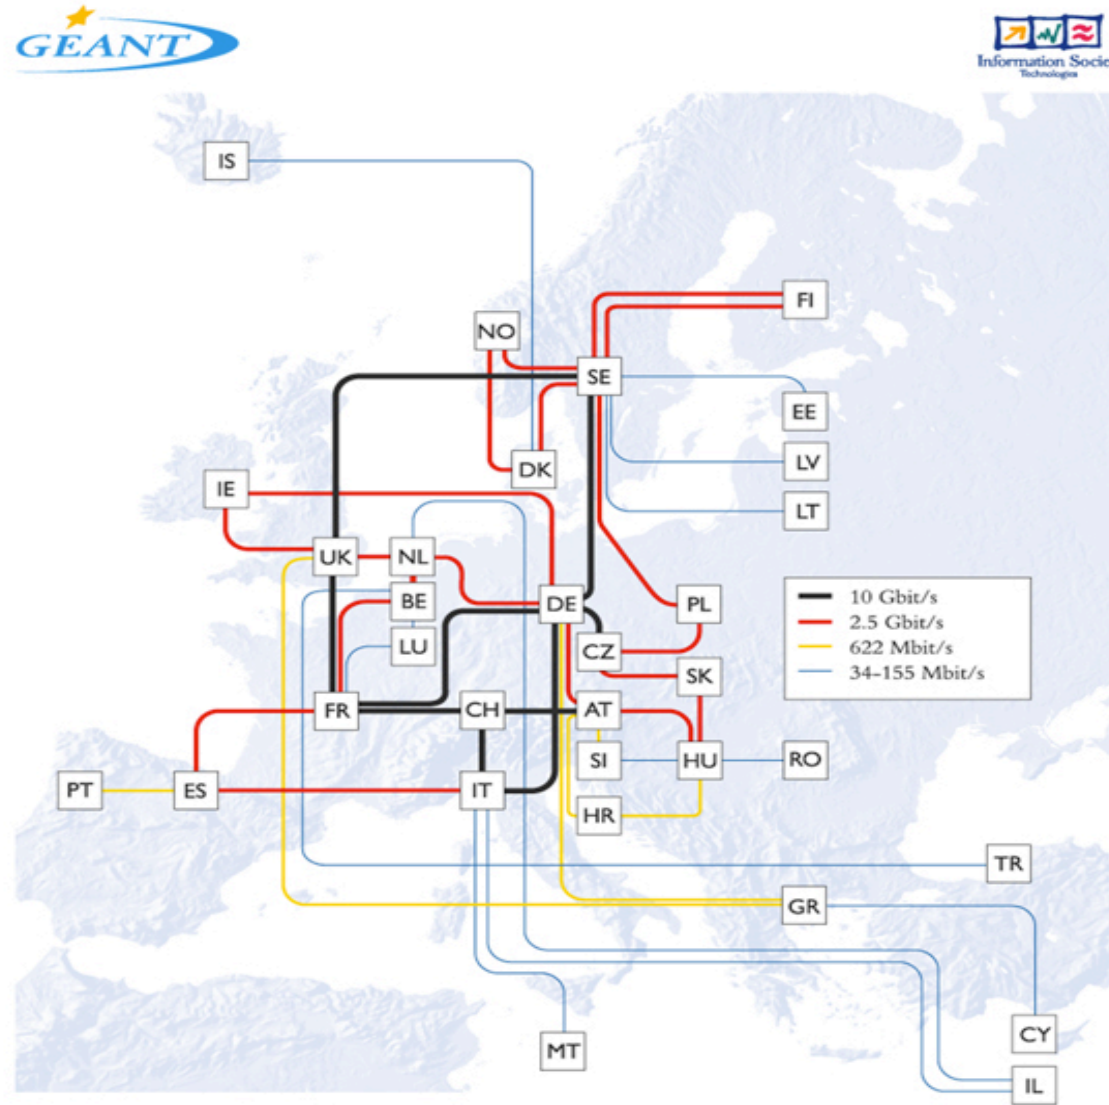 GEANT
Information Socie
Technologies
IS
FI
NO
SE
EE
DK
LV
IE
LT
UK
NL
BE
DE
PL
LU
CZ
SK
FR
CH
AT
SI
HU
RO
PT
ES
IT
HR
TR
GR
CY
MT
IL
10 Gbit/s
2.5 Gbit/s
622 Mbit/s
34-155 Mbit/s